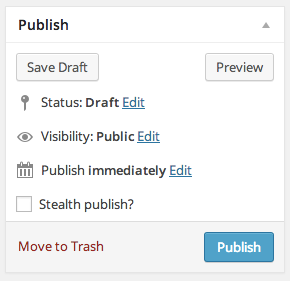 Publish
Save Draft Preview
Status: Draft Edit
Visibility: Public Edit
Publish immediately Edit
Stealth publish?
Move to Trash Publish